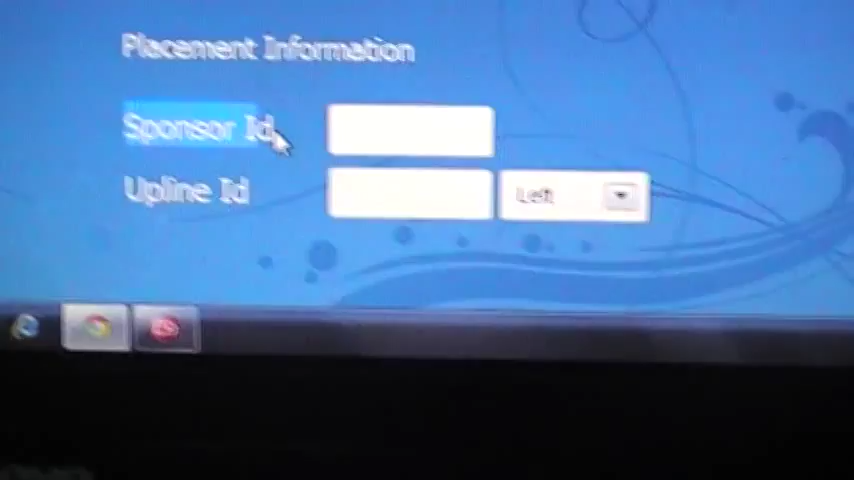 Placement Information
Sponsor Id
Upline Id
Left